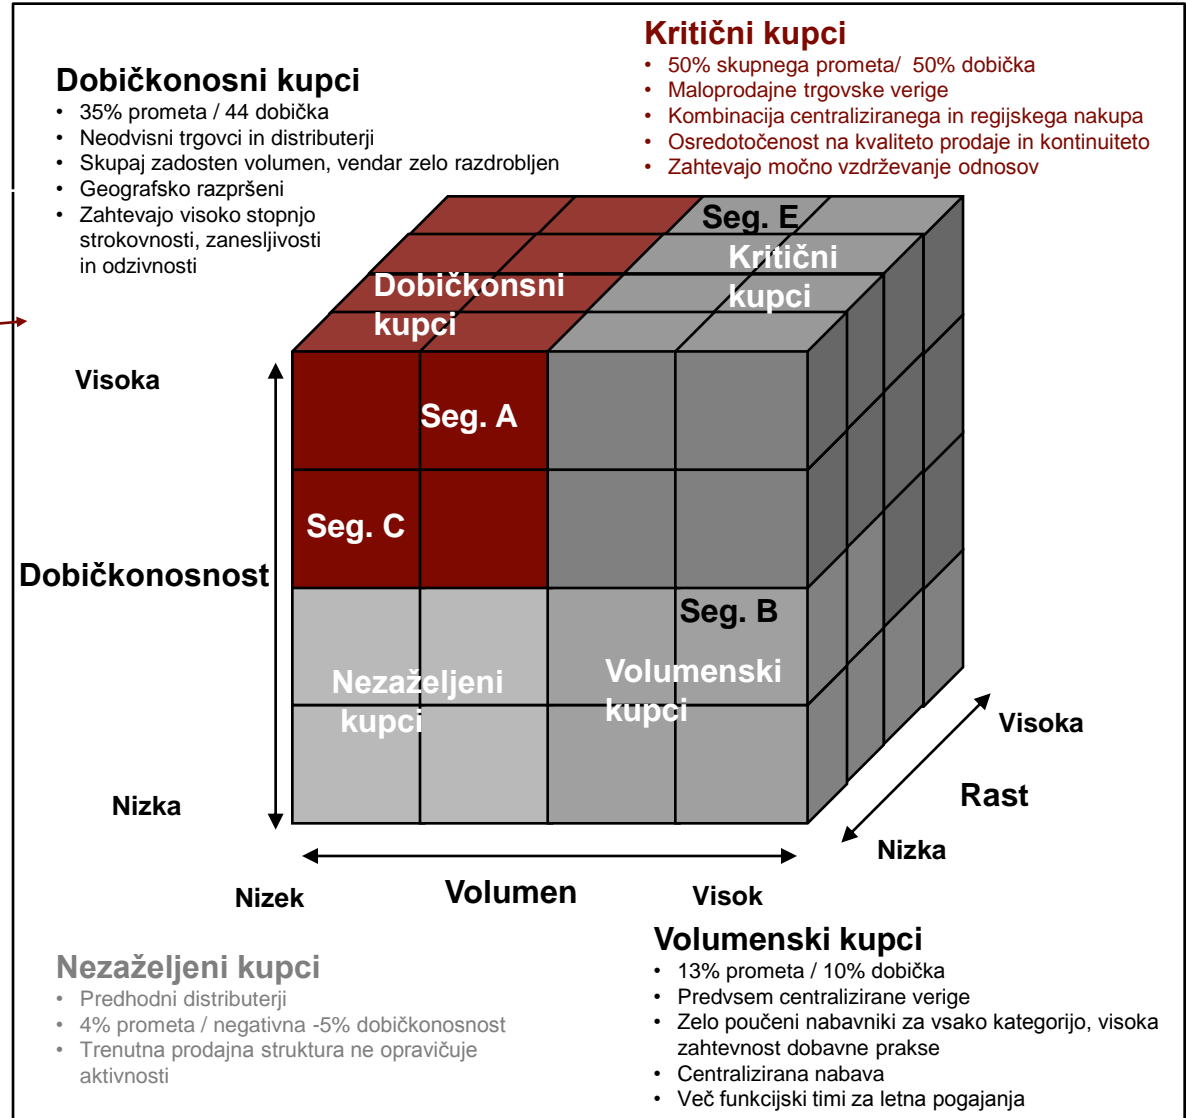 Dobičkonosni kupci
• 35% prometa / 44 dobička
• Neodvisni trgovci in distributerji
• Skupaj zadosten volumen, vendar zelo razdrobljen
• Geografsko razpršeni
• Zahtevajo visoko stopnjo
strokovnosti, zanesljivosti
in odzivnosti
Kritični kupci
• 50% skupnega prometa/ 50% dobička
• Maloprodajne trgovske verige
• Kombinacija centraliziranega in regijskega nakupa
• Osredotočenost na kvaliteto prodaje in kontinuiteto
• Zahtevajo močno vzdrževanje odnosov
Seg. E
Kritični
kupci
Dobičkonsni
kupci
Visoka
Seg. A
Seg. C
Dobičkonosnost
Seg. B
Nezaželjeni
kupci
Volumenski
kupci
Visoka
Rast
Nizka
Nizka
Nizek
Volumen
Visok
Nezaželjeni kupci
• Predhodni distributerji
• 4% prometa / negativna -5% dobičkonosnost
• Trenutna prodajna struktura ne opravičuje
aktivnosti
Volumenski kupci
• 13% prometa / 10% dobička
• Predvsem centralizirane verige
• Zelo poučeni nabavniki za vsako kategorijo, visoka
zahtevnost dobavne prakse
• Centralizirana nabava
• Več funkcijski timi za letna pogajanja